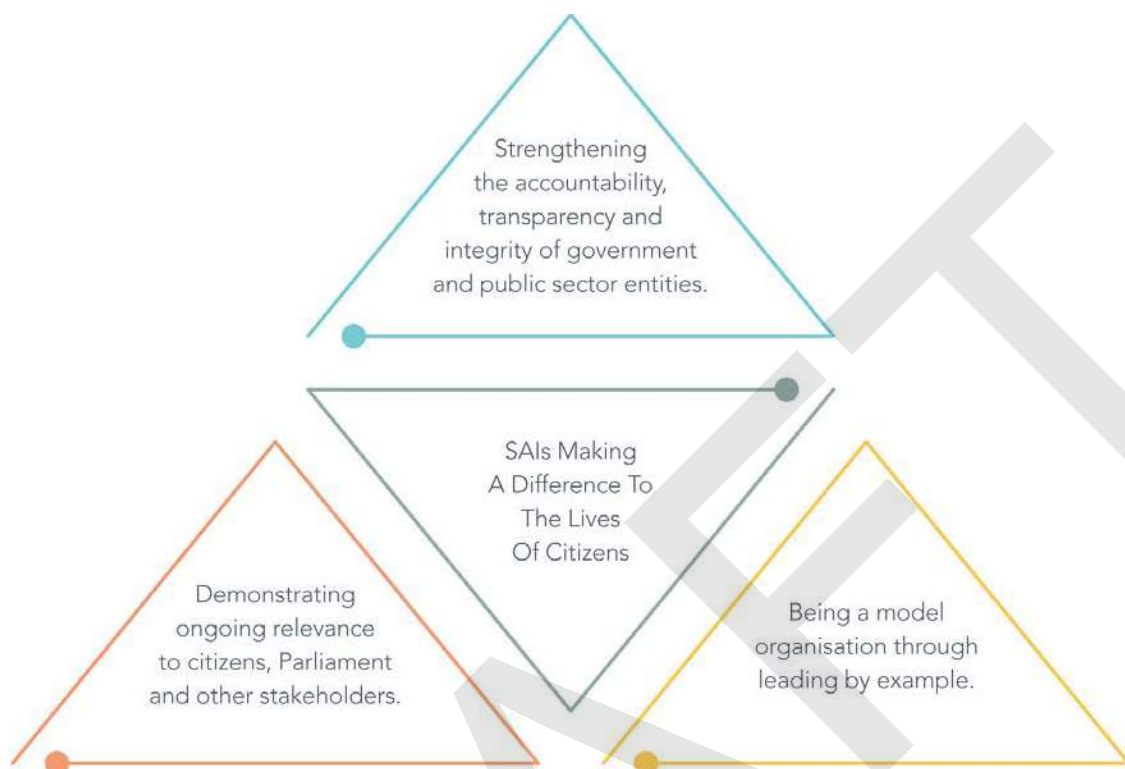 Strengthening
the accountability,
transparency and
integrity of government
and public sector entities.
SAIs Making
A Difference To
The Lives
Of Citizens
Demonstrating
ongoing relevance
to citizens, Parliament
and other stakeholders.
Being a model
organisation through
leading by example.